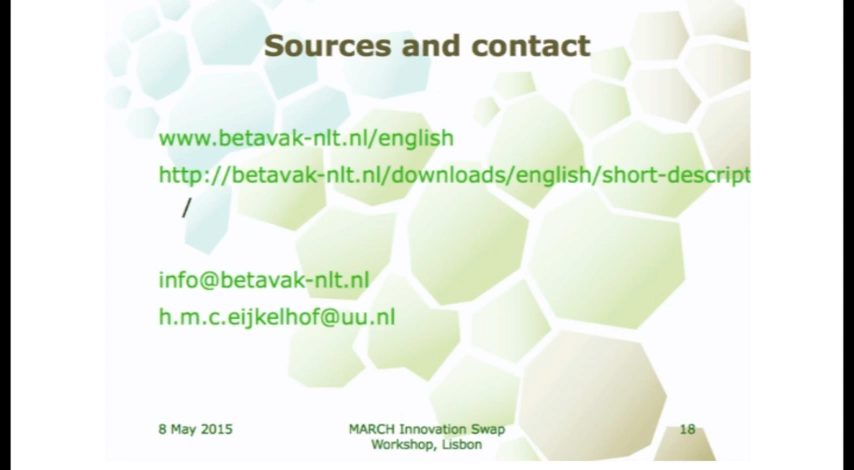 Sources and contact
www.betavak-nlt.nl/english
http://betavak-nlt.nl/downloads/english/short-descript
/
info@betavak-nlt.nl
h.m.c.eijkelhof@uu.nl
8 May 2015
MARCH Innovation Swap
Workshop, Lisbon
18